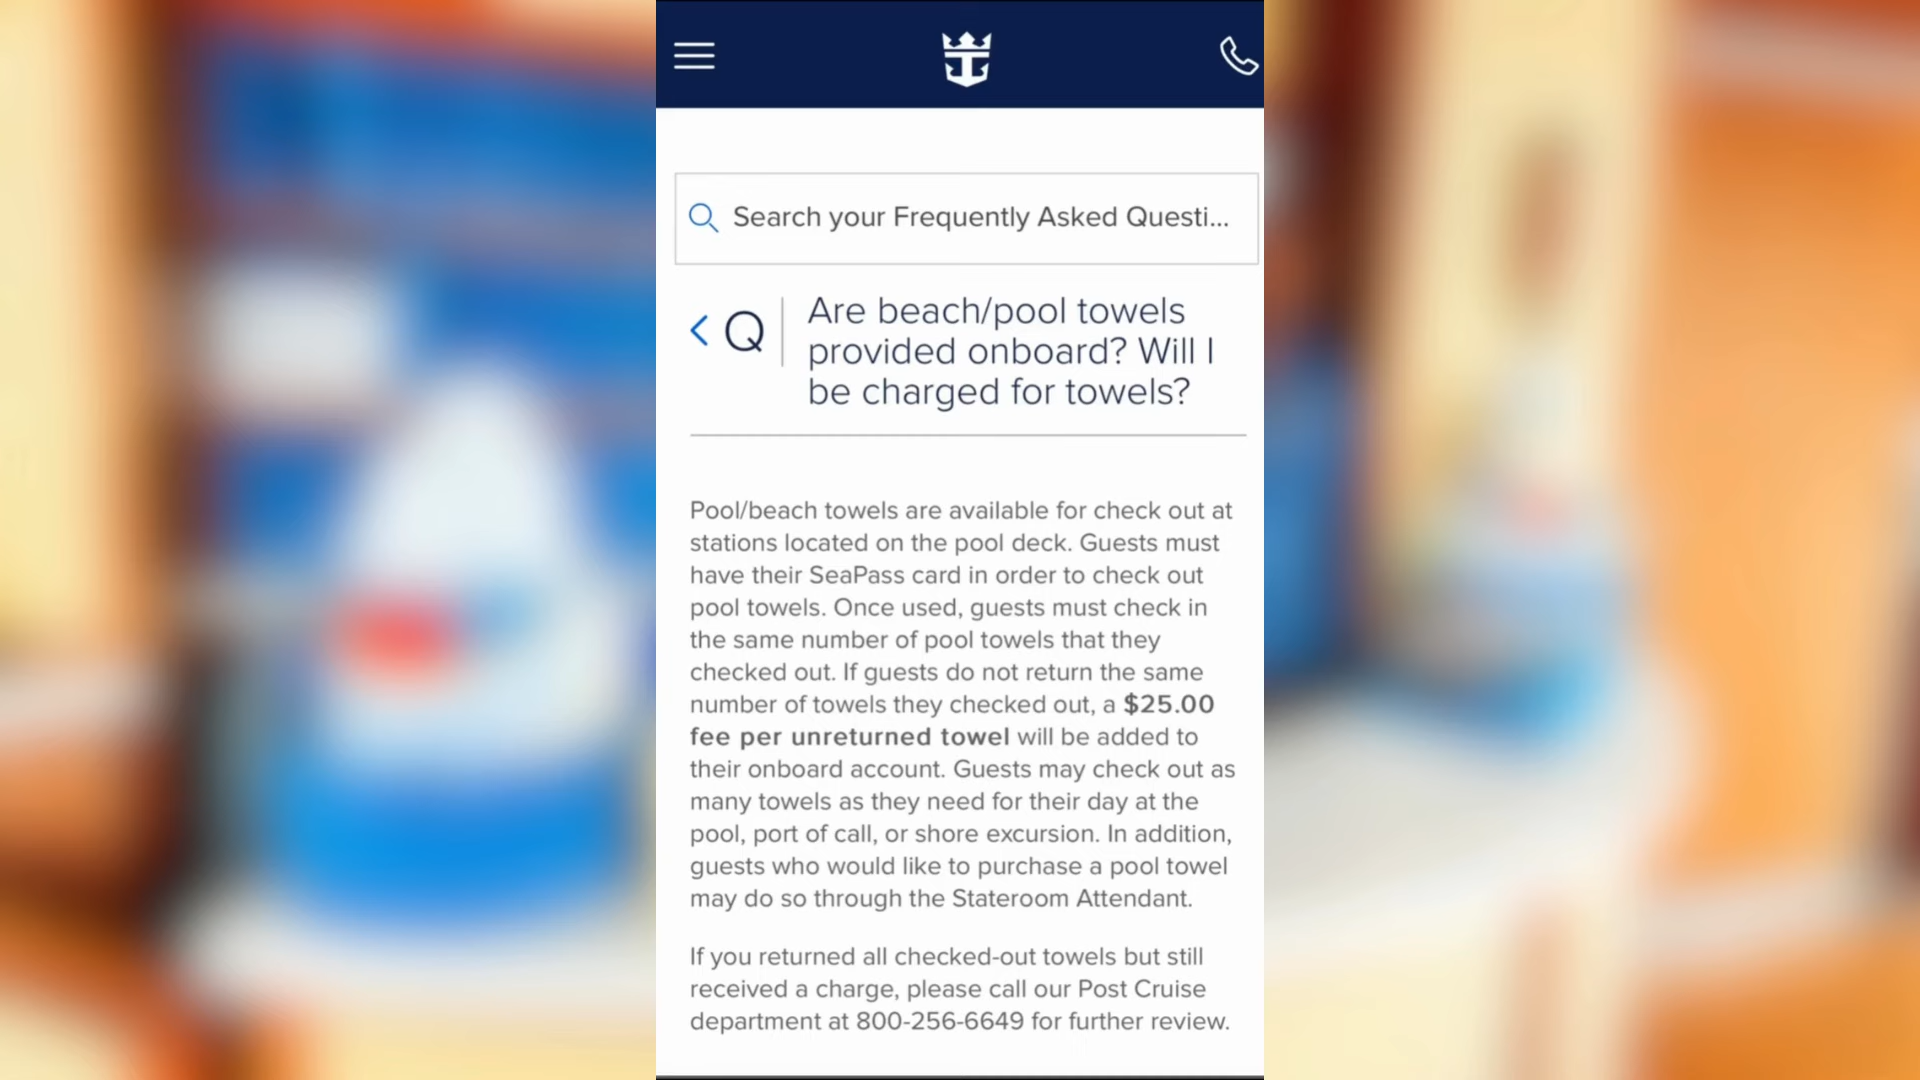 Search your Frequently Asked Questi...
Q
Are beach/pool towels
provided onboard? Will I
be charged for towels?
Pool/beach towels are available for check out at
stations located on the pool deck. Guests must
have their SeaPass card in order to check out
pool towels. Once used, guests must check in
the same number of pool towels that they
checked out. If guests do not return the same
number of towels they checked out, a $25.00
fee per unreturned towel will be added to
their onboard account. Guests may check out as
many towels as they need for their day at the
pool, port of call, or shore excursion. In addition,
guests who would like to purchase a pool towel
may do so through the Stateroom Attendant.
If you returned all checked-out towels but still
received a charge, please call our Post Cruise
department at 800-256-6649 for further review.